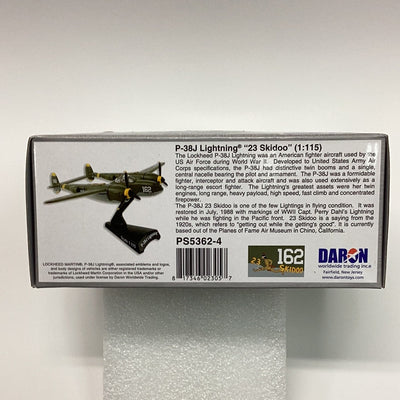 P-38J Lightning® "23 Skidoo" (1:115)
The Lockheed P-38J Lightning was an American fighter aircraft used by the
US Air Force during World War II. Developed to United States Army Air
Corps specifications, the P-38J had distinctive twin booms and a single,
central nacelle bearing the pilot and armament. The P-38J was a formidable
fighter, interceptor and attack aircraft and was also used extensively as a
long-range escort fighter. The Lightning's greatest assets were her twin
engines, long range, heavy payload, high speed, fast climb and concentrated
firepower.
The P-38J 23 Skidoo is one of the few Lightings in flying condition. It was
restored in July, 1988 with markings of WWII Capt. Perry Dahl's Lightning
while he was fighting in the Pacific front. 23 Skidoo is a saying from the
1920s, which refers to "getting out while the getting's good". It is currently
based out of the Planes of Fame Air Museum in Chino, California.
162
PS5362-4
LOCKHEED MARTIN®, P-38J Lightning®, associated emblems and logos,
and body designs of vehicles are either registered trademarks or
trademarks of Lockheed Martin Corporation in the USA and/or other
jurisdictions, used under license by Daron Worldwide Trading.
8 17346 02305 7
23
162
SKIDOO
DARON
worldwide trading inc.®
Fairfield, New Jersey
www.darontoys.com